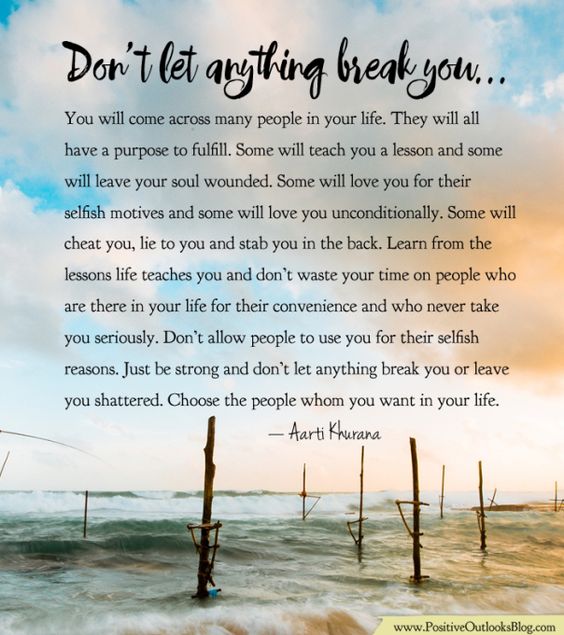 Don't let anything break you...
You will come across many people in your life. They will all
have a purpose to fulfill. Some will teach you a lesson and some
will leave your soul wounded. Some will love you for their
selfish motives and some will love you unconditionally. Some will
cheat you, lie to you and stab you in the back. Learn from the
lessons life teaches you and don't waste your time on people who
are there in your life for their convenience and who never take
you seriously. Don't allow people to use you for their selfish
reasons. Just be strong and don't let anything break you or leave
you shattered. Choose the people whom you want in your life.
— Aarti Khurana
www.PositiveOutlooksBlog.com